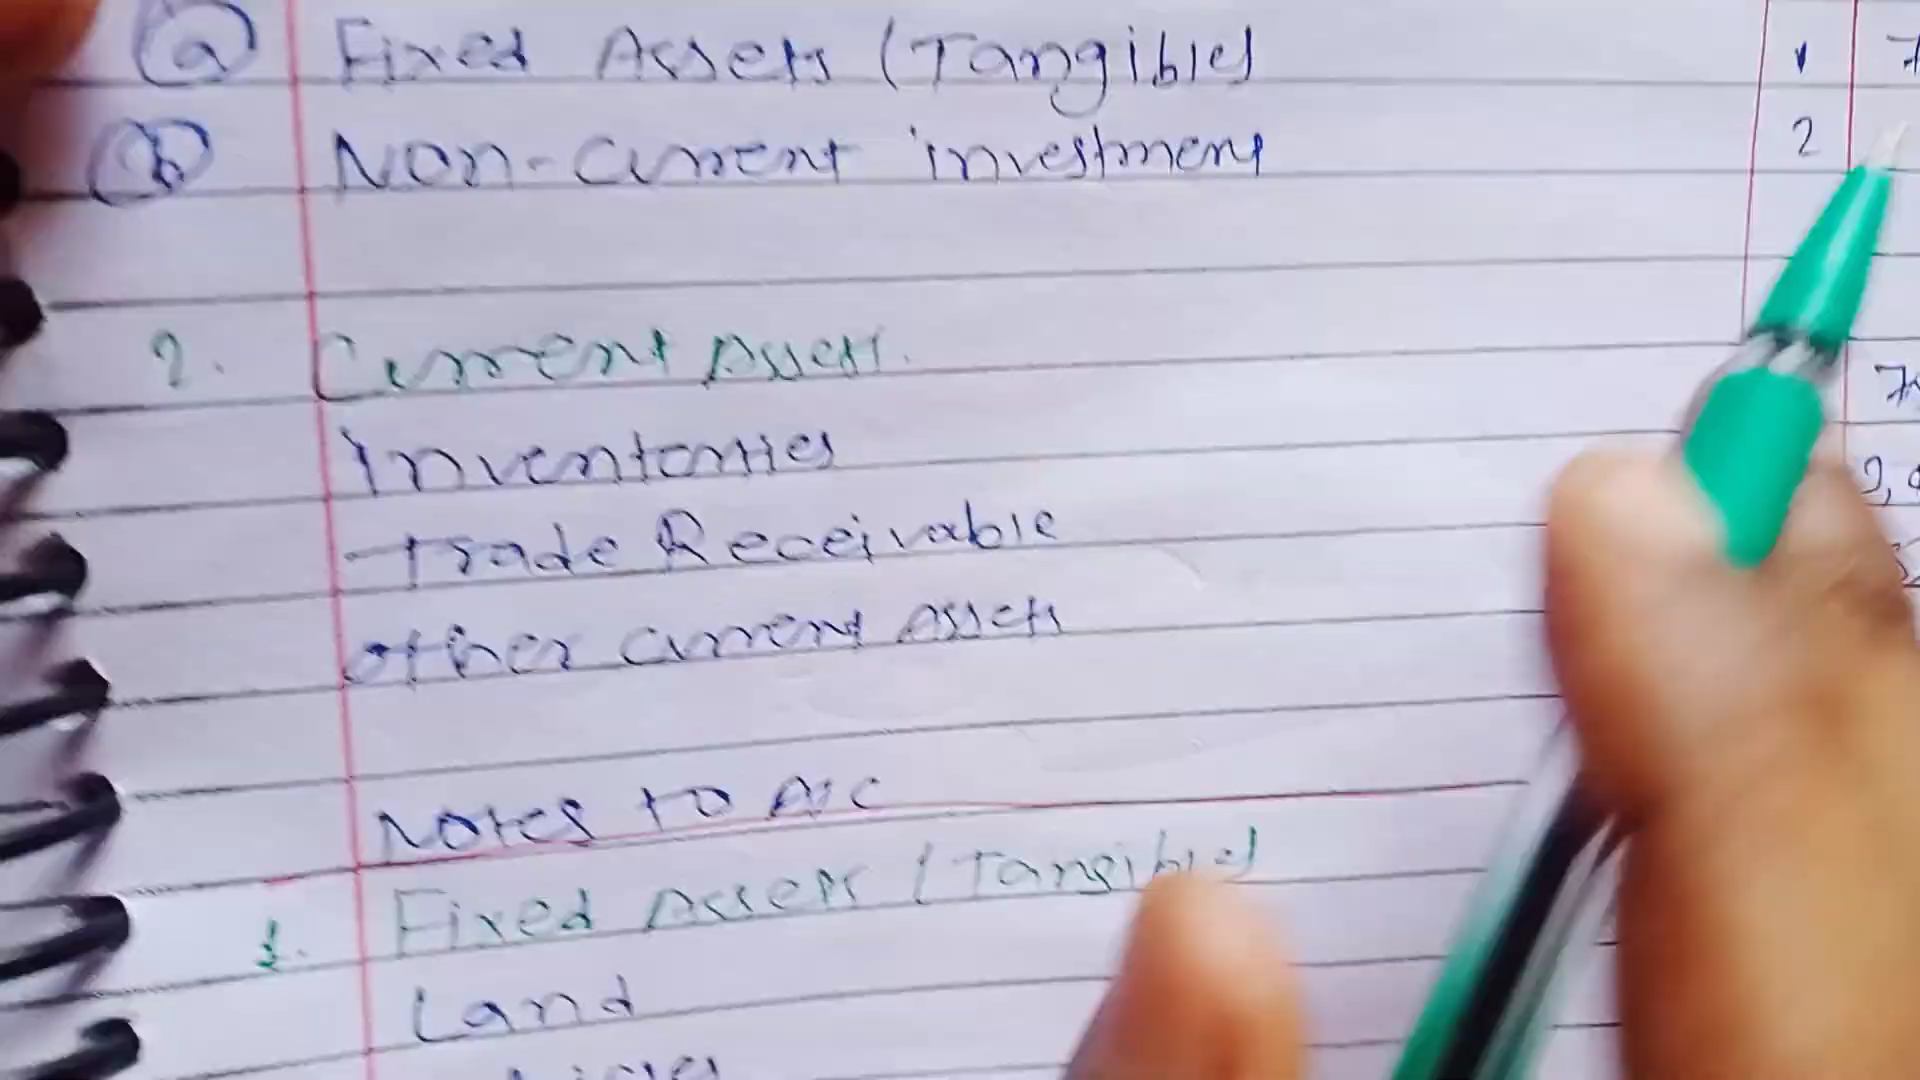 a Fixed Assets (Tangible) 1 7
b Non-current investment 2
2. Current Assets.
Inventories
Trade Receivable
other current Assets
Notes to A/C
1. Fixed Assets (Tangible)
Land